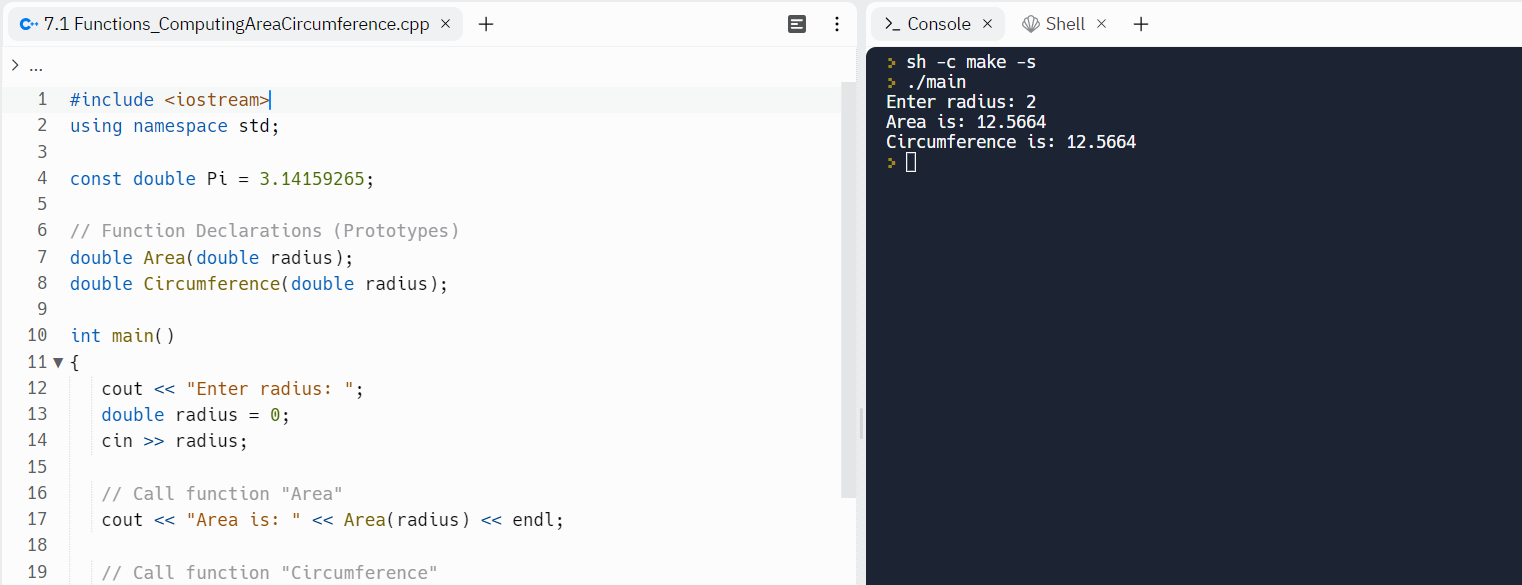 C++ 7.1 Functions_ComputingAreaCircumference.cpp × +
> ...
1 #include <iostream>
2 using namespace std;
3
4 const double Pi = 3.14159265;
5
6 // Function Declarations (Prototypes)
7 double Area(double radius);
8 double Circumference(double radius);
9
10 int main()
11 {
12 cout << "Enter radius: ";
13 double radius = 0;
14 cin >> radius;
15
16 // Call function "Area"
17 cout << "Area is: " << Area(radius) << endl;
18
19 // Call function "Circumference"
>_ Console × Shell × +
> sh -c make -s
> ./main
Enter radius: 2
Area is: 12.5664
Circumference is: 12.5664
>